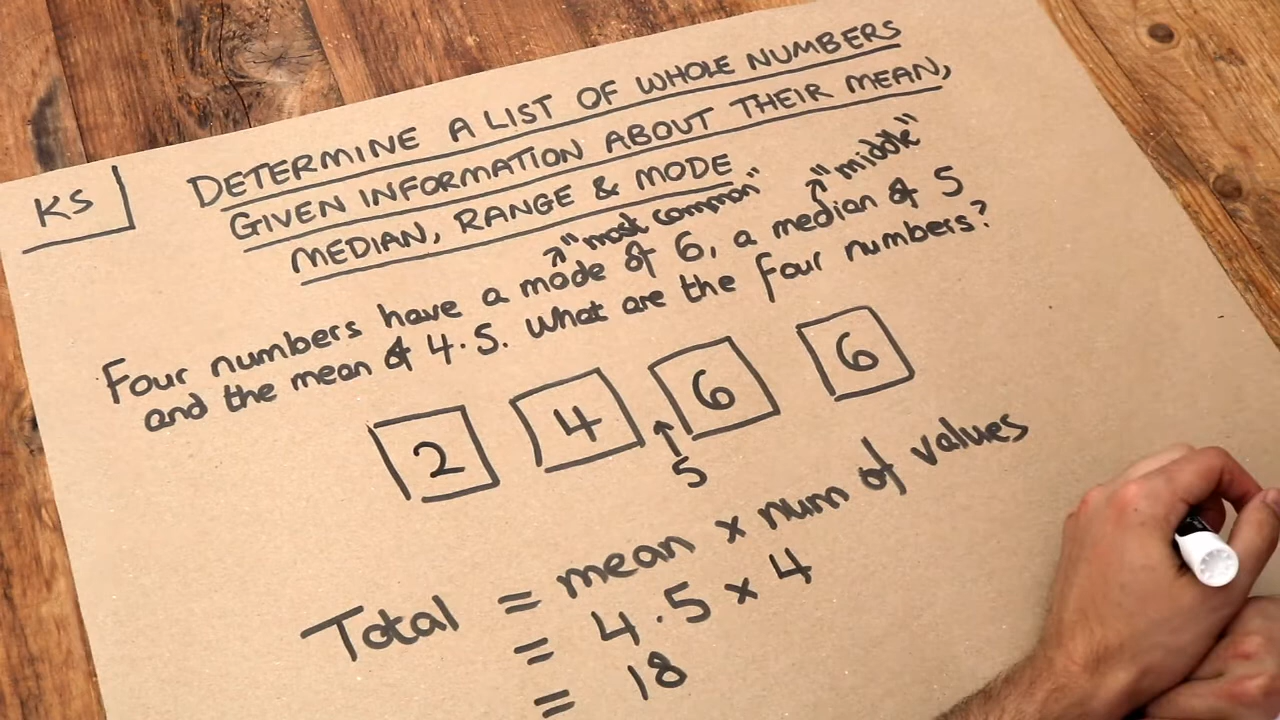 KS
DETERMINE A LIST OF WHOLE NUMBERS
GIVEN INFORMATION ABOUT THEIR MEAN,
MEDIAN, RANGE & MODE
"most common" "middle"
Four numbers have a mode of 6, a median of 5
and the mean of 4.5. What are the four numbers?
2 4 6 6
5
Total = mean × num of values
= 4.5 × 4
= 18